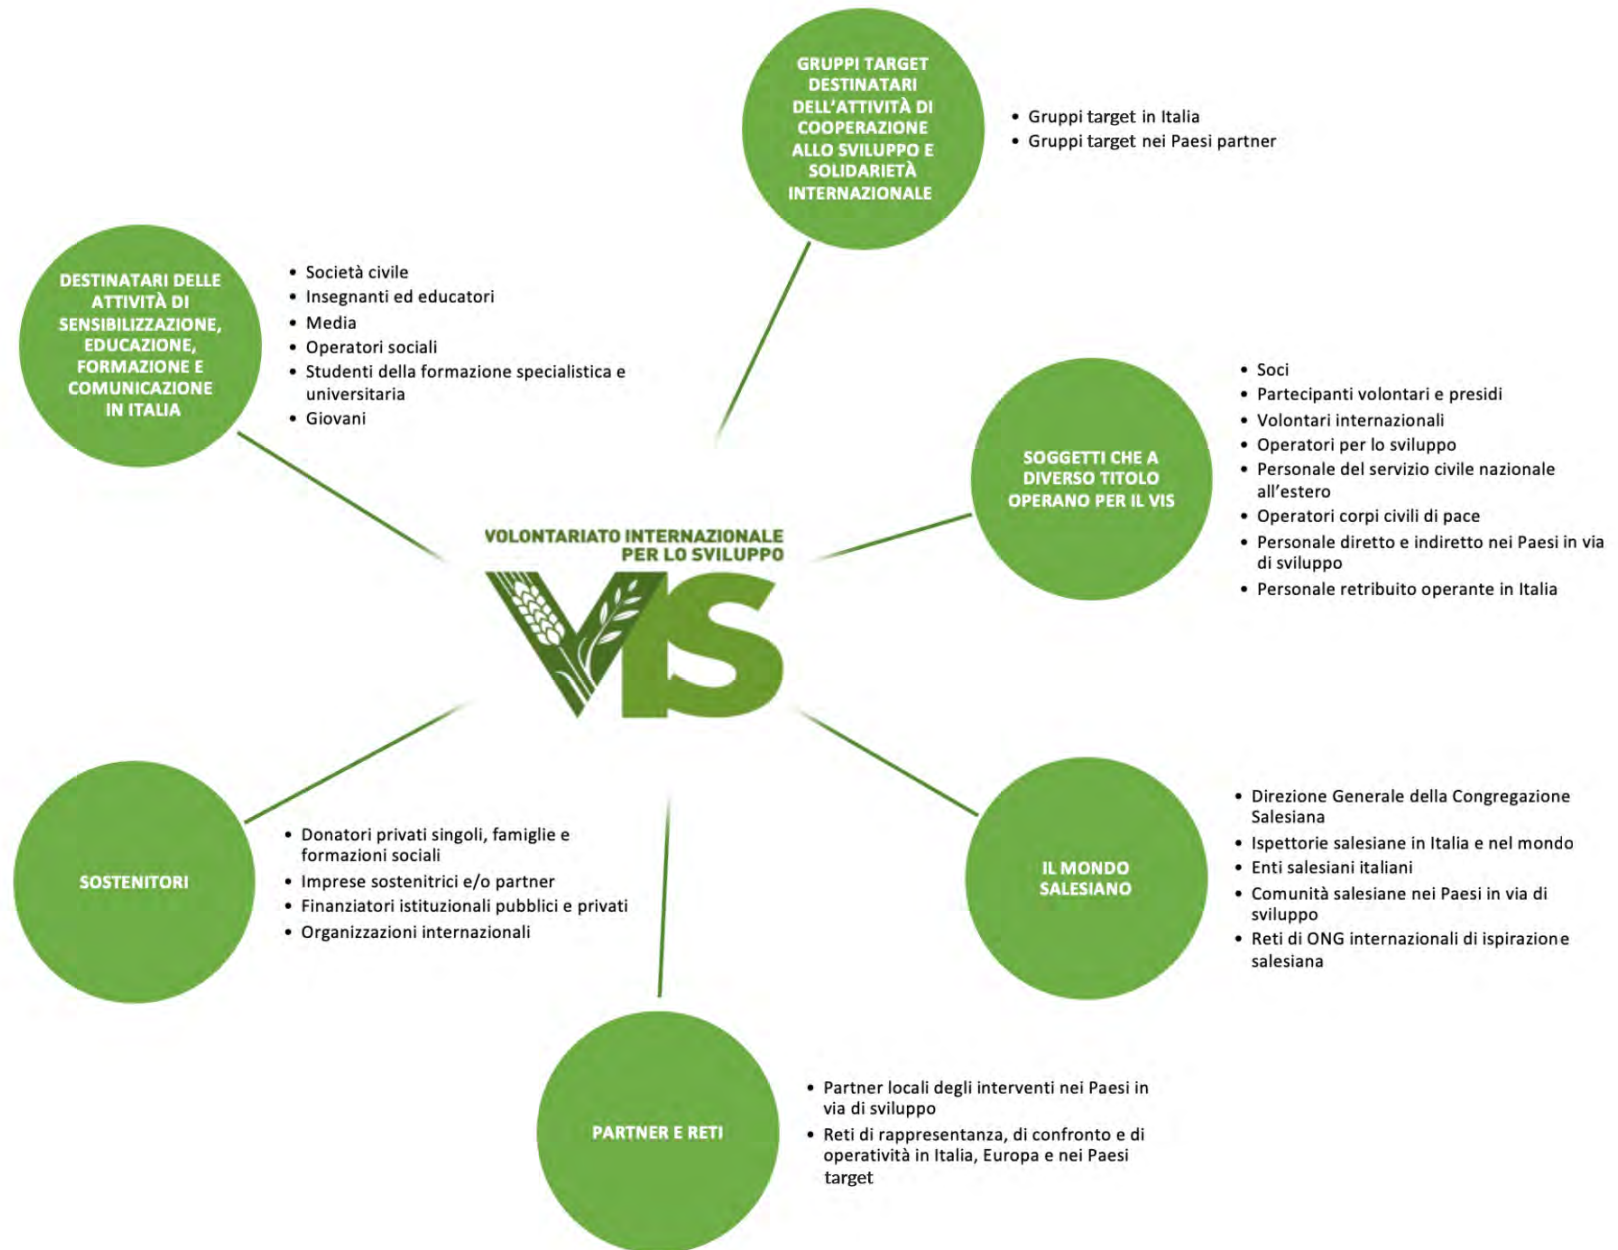 GRUPPI TARGET
DESTINATARI
DELL'ATTIVITÀ DI
COOPERAZIONE
ALLO SVILUPPO E
SOLIDARIETÀ
INTERNAZIONALE
• Gruppi target in Italia
• Gruppi target nei Paesi partner
DESTINATARI DELLE
ATTIVITÀ DI
SENSIBILIZZAZIONE,
EDUCAZIONE,
FORMAZIONE E
COMUNICAZIONE
IN ITALIA
• Società civile
• Insegnanti ed educatori
• Media
• Operatori sociali
• Studenti della formazione specialistica e
universitaria
• Giovani
SOGGETTI CHE A
DIVERSO TITOLO
OPERANO PER IL VIS
• Soci
• Partecipanti volontari e presidi
• Volontari internazionali
• Operatori per lo sviluppo
• Personale del servizio civile nazionale
all'estero
• Operatori corpi civili di pace
• Personale diretto e indiretto nei Paesi in via
di sviluppo
• Personale retribuito operante in Italia
VOLONTARIATO INTERNAZIONALE
PER LO SVILUPPO
VIS
SOSTENITORI
• Donatori privati singoli, famiglie e
formazioni sociali
• Imprese sostenitrici e/o partner
• Finanziatori istituzionali pubblici e privati
• Organizzazioni internazionali
IL MONDO
SALESIANO
• Direzione Generale della Congregazione
Salesiana
• Ispettorie salesiane in Italia e nel mondo
• Enti salesiani italiani
• Comunità salesiane nei Paesi in via di
sviluppo
• Reti di ONG internazionali di ispirazione
salesiana
PARTNER E RETI
• Partner locali degli interventi nei Paesi in
via di sviluppo
• Reti di rappresentanza, di confronto e di
operatività in Italia, Europa e nei Paesi
target